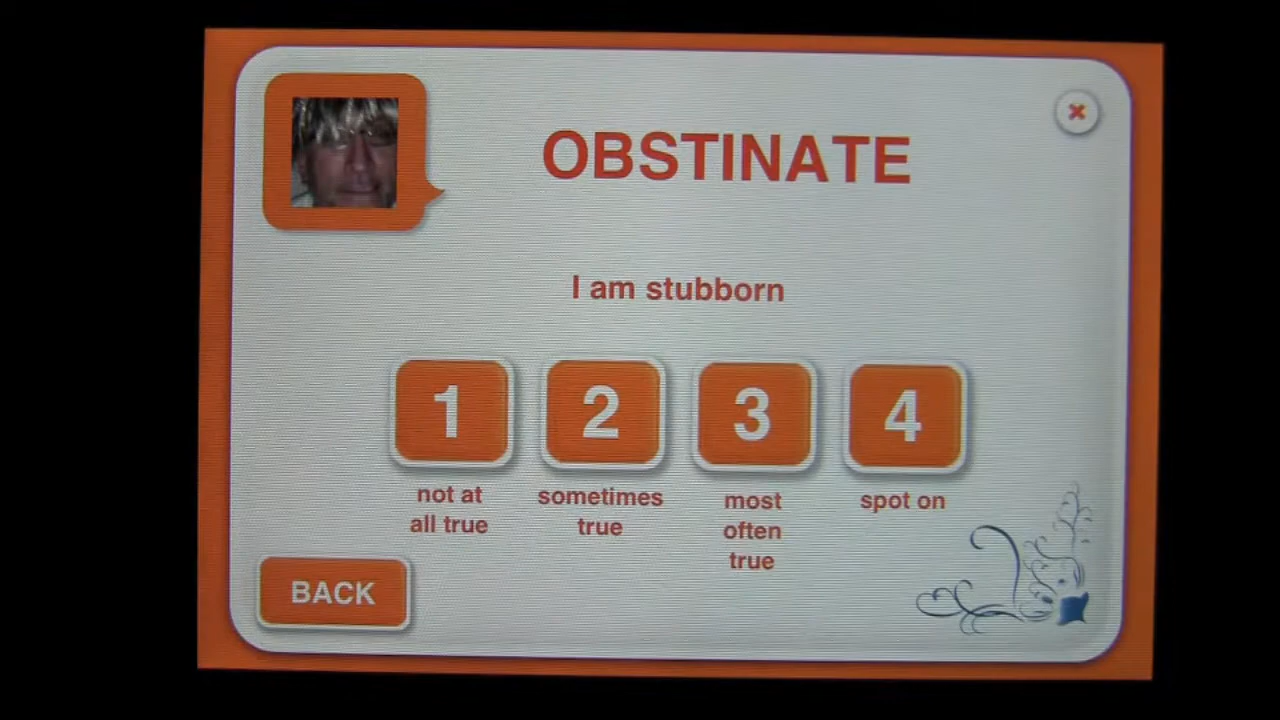 OBSTINATE
I am stubborn
1 2 3 4
not at
all true
sometimes
true
most
often
true
spot on
BACK